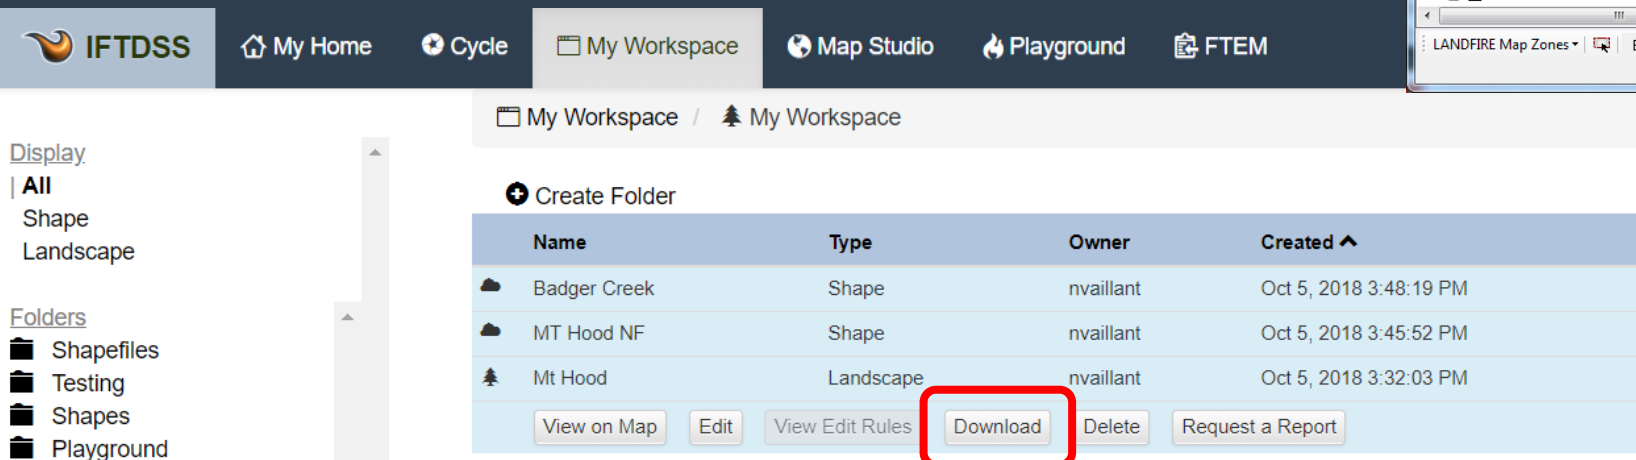 IFTDSS My Home Cycle My Workspace Map Studio Playground FTEM
LANDFIRE Map Zones
My Workspace / My Workspace
Display
All
Shape
Landscape
Folders
Shapefiles
Testing
Shapes
Playground
Create Folder
Name Type Owner Created
Badger Creek Shape nvaillant Oct 5, 2018 3:48:19 PM
MT Hood NF Shape nvaillant Oct 5, 2018 3:45:52 PM
Mt Hood Landscape nvaillant Oct 5, 2018 3:32:03 PM
View on Map Edit View Edit Rules Download Delete Request a Report